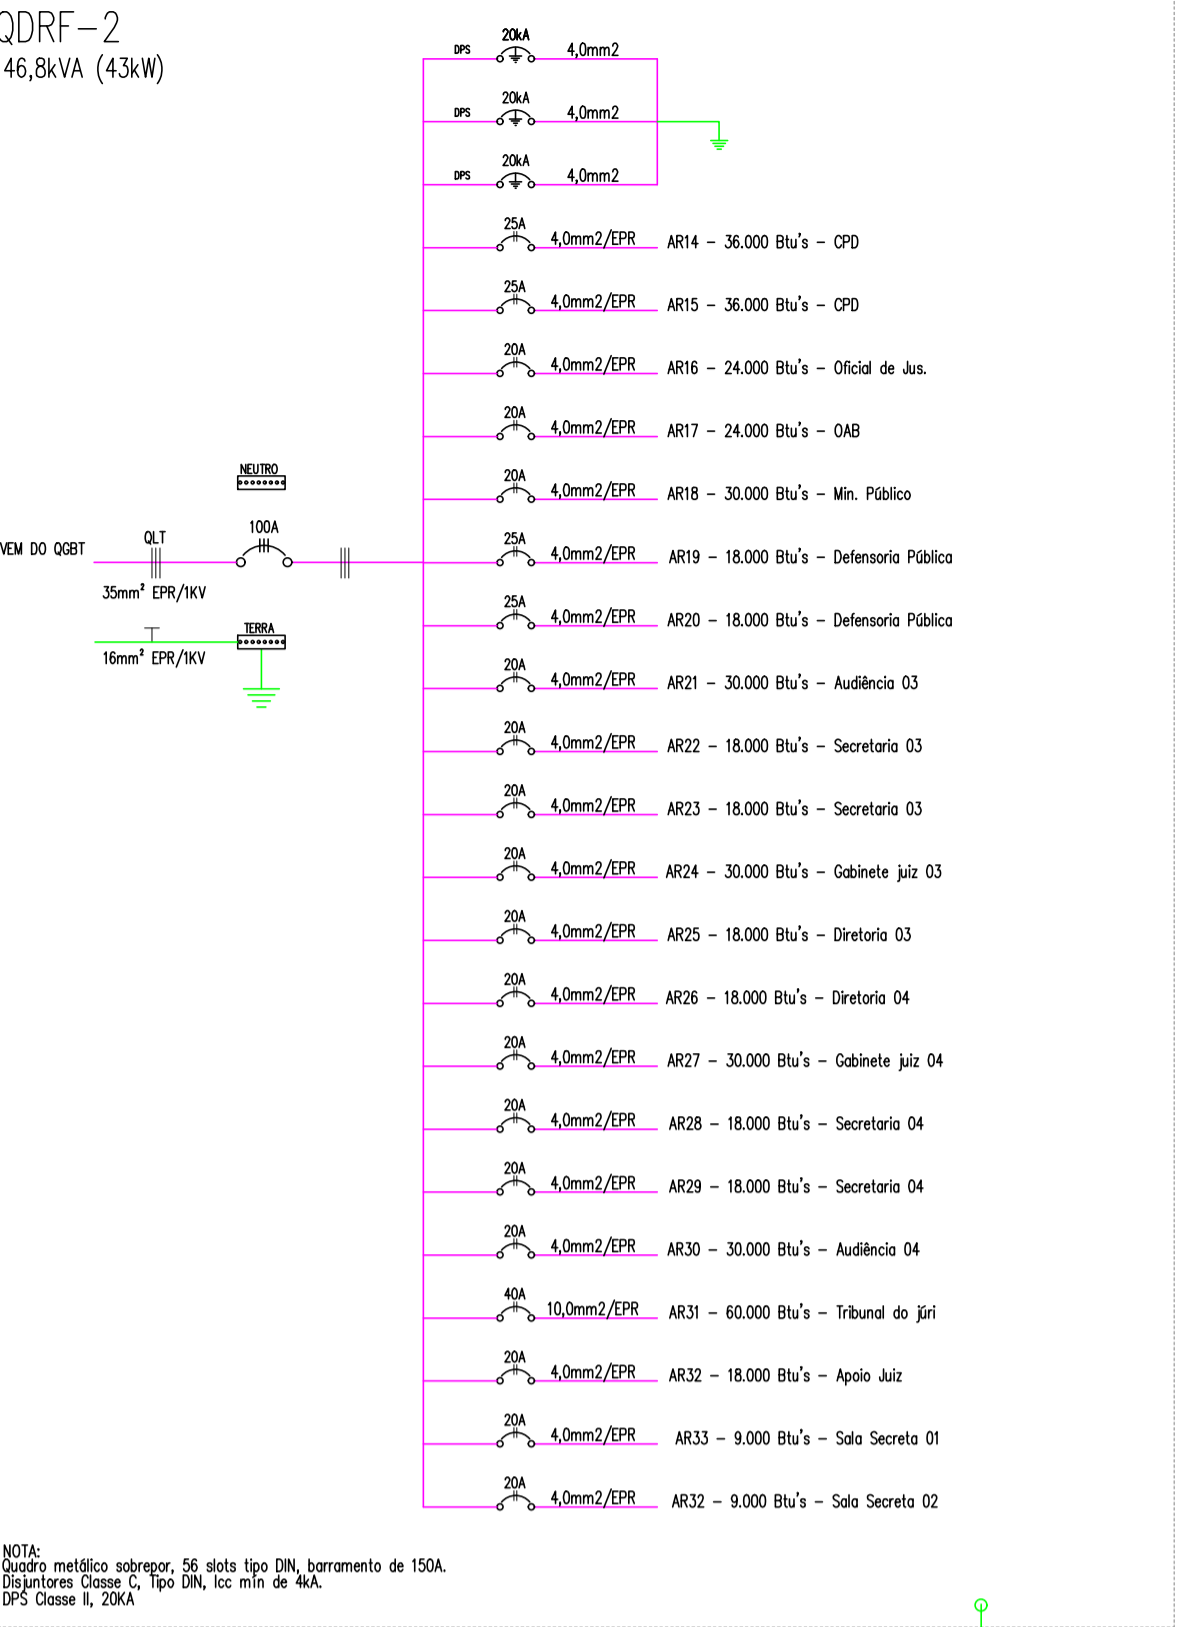 QDRF-2
46,8kVA (43kW)
20kA
DPS
4,0mm2
20kA
DPS
4,0mm2
20kA
DPS
4,0mm2
25A
4,0mm2/EPR AR14 - 36.000 Btu's - CPD
25A
4,0mm2/EPR AR15 - 36.000 Btu's - CPD
20A
4,0mm2/EPR AR16 - 24.000 Btu's - Oficial de Jus.
20A
4,0mm2/EPR AR17 - 24.000 Btu's - OAB
20A
4,0mm2/EPR AR18 - 30.000 Btu's - Min. Público
25A
4,0mm2/EPR AR19 - 18.000 Btu's - Defensoria Pública
25A
4,0mm2/EPR AR20 - 18.000 Btu's - Defensoria Pública
20A
4,0mm2/EPR AR21 - 30.000 Btu's - Audiência 03
20A
4,0mm2/EPR AR22 - 18.000 Btu's - Secretaria 03
20A
4,0mm2/EPR AR23 - 18.000 Btu's - Secretaria 03
20A
4,0mm2/EPR AR24 - 30.000 Btu's - Gabinete juiz 03
20A
4,0mm2/EPR AR25 - 18.000 Btu's - Diretoria 03
20A
4,0mm2/EPR AR26 - 18.000 Btu's - Diretoria 04
20A
4,0mm2/EPR AR27 - 30.000 Btu's - Gabinete juiz 04
20A
4,0mm2/EPR AR28 - 18.000 Btu's - Secretaria 04
20A
4,0mm2/EPR AR29 - 18.000 Btu's - Secretaria 04
20A
4,0mm2/EPR AR30 - 30.000 Btu's - Audiência 04
40A
10,0mm2/EPR AR31 - 60.000 Btu's - Tribunal do júri
20A
4,0mm2/EPR AR32 - 18.000 Btu's - Apoio Juiz
20A
4,0mm2/EPR AR33 - 9.000 Btu's - Sala Secreta 01
20A
4,0mm2/EPR AR32 - 9.000 Btu's - Sala Secreta 02
NEUTRO
100A
QLT
VEM DO QGBT
35mm² EPR/1KV
TERRA
16mm² EPR/1KV
NOTA:
Quadro metálico sobrepor, 56 slots tipo DIN, barramento de 150A.
Disjuntores Classe C, Tipo DIN, Icc mín de 4kA.
DPS Classe II, 20KA